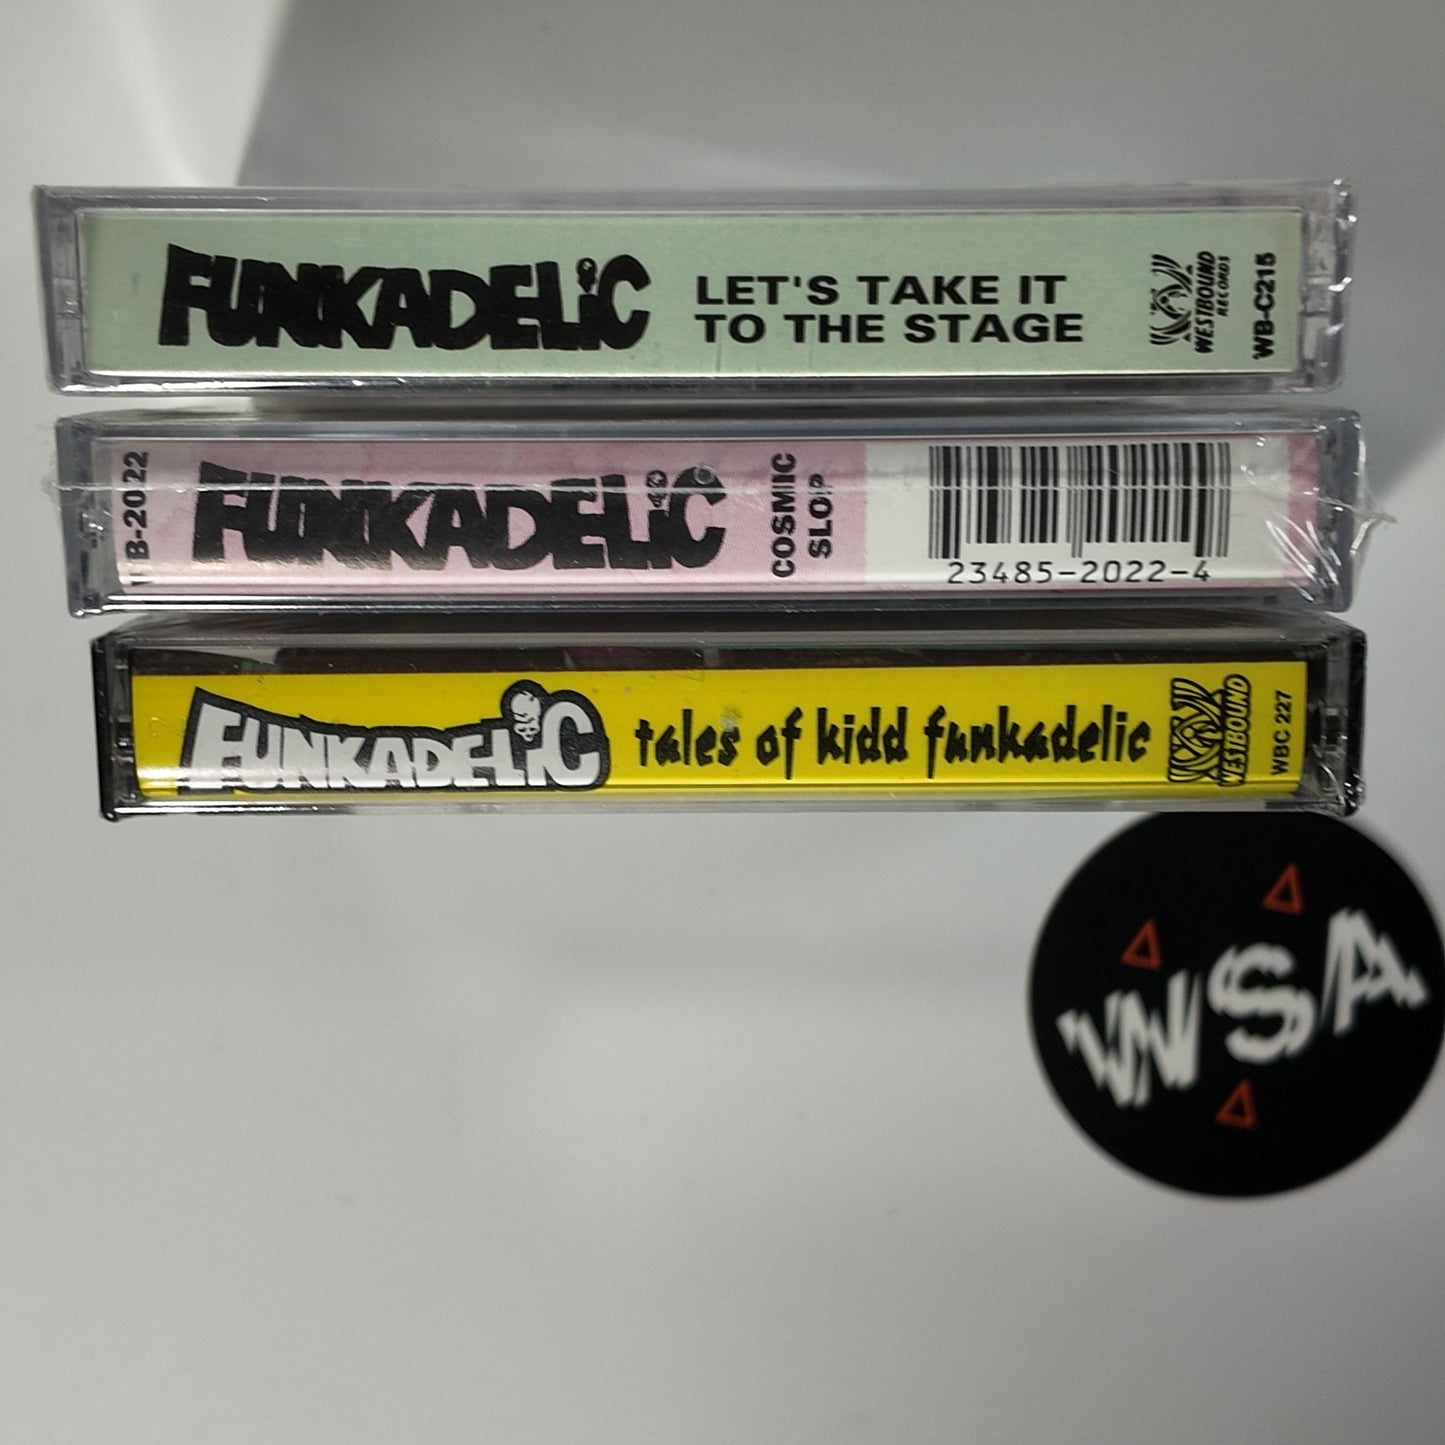 FUNKADELiC
LET'S TAKE IT
TO THE STAGE
WESTBOUND
RECORDS
WB-C215
B-2022
FUNKADELiC
COSMIC
SLOP
23485-2022-4
FUNKADELiC
tales of kidd funkadelic
WESTBOUND
WBC 227
WSA